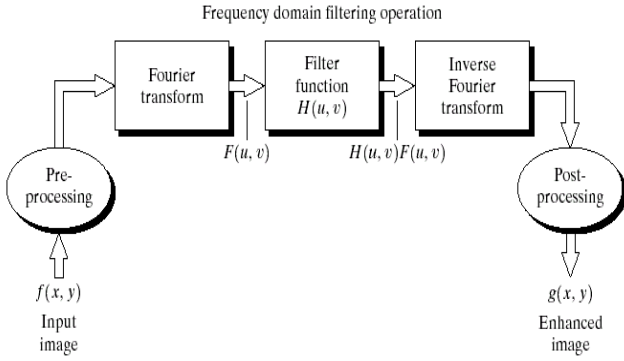 Frequency domain filtering operation
Fourier
transform
Filter
function
H(u, v)
Inverse
Fourier
transform
F(u, v)
H(u, v)F(u, v)
Pre-
processing
Post-
processing
f(x, y)
Input
image
g(x, y)
Enhanced
image